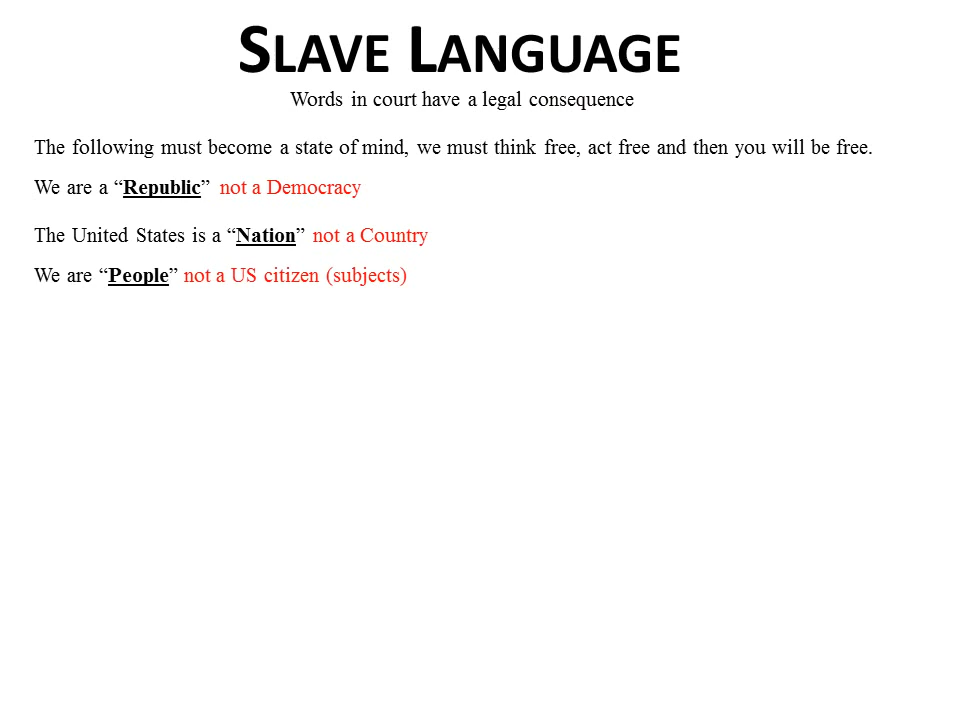 SLAVE LANGUAGE
Words in court have a legal consequence
The following must become a state of mind, we must think free, act free and then you will be free.
We are a “Republic” not a Democracy
The United States is a “Nation” not a Country
We are “People” not a US citizen (subjects)